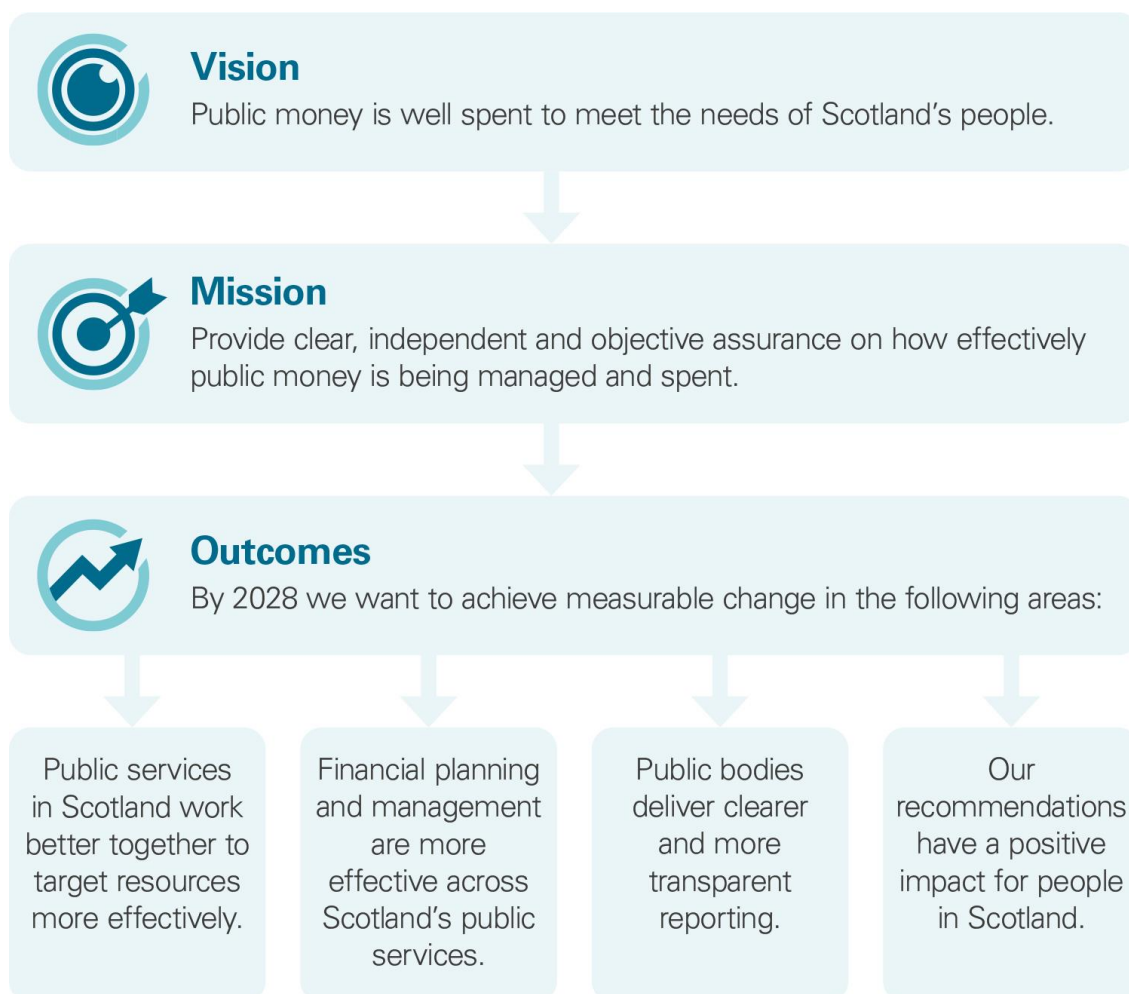 Vision
Public money is well spent to meet the needs of Scotland’s people.
Mission
Provide clear, independent and objective assurance on how effectively
public money is being managed and spent.
Outcomes
By 2028 we want to achieve measurable change in the following areas:
Public services
in Scotland work
better together to
target resources
more effectively.
Financial planning
and management
are more
effective across
Scotland’s public
services.
Public bodies
deliver clearer
and more
transparent
reporting.
Our
recommendations
have a positive
impact for people
in Scotland.